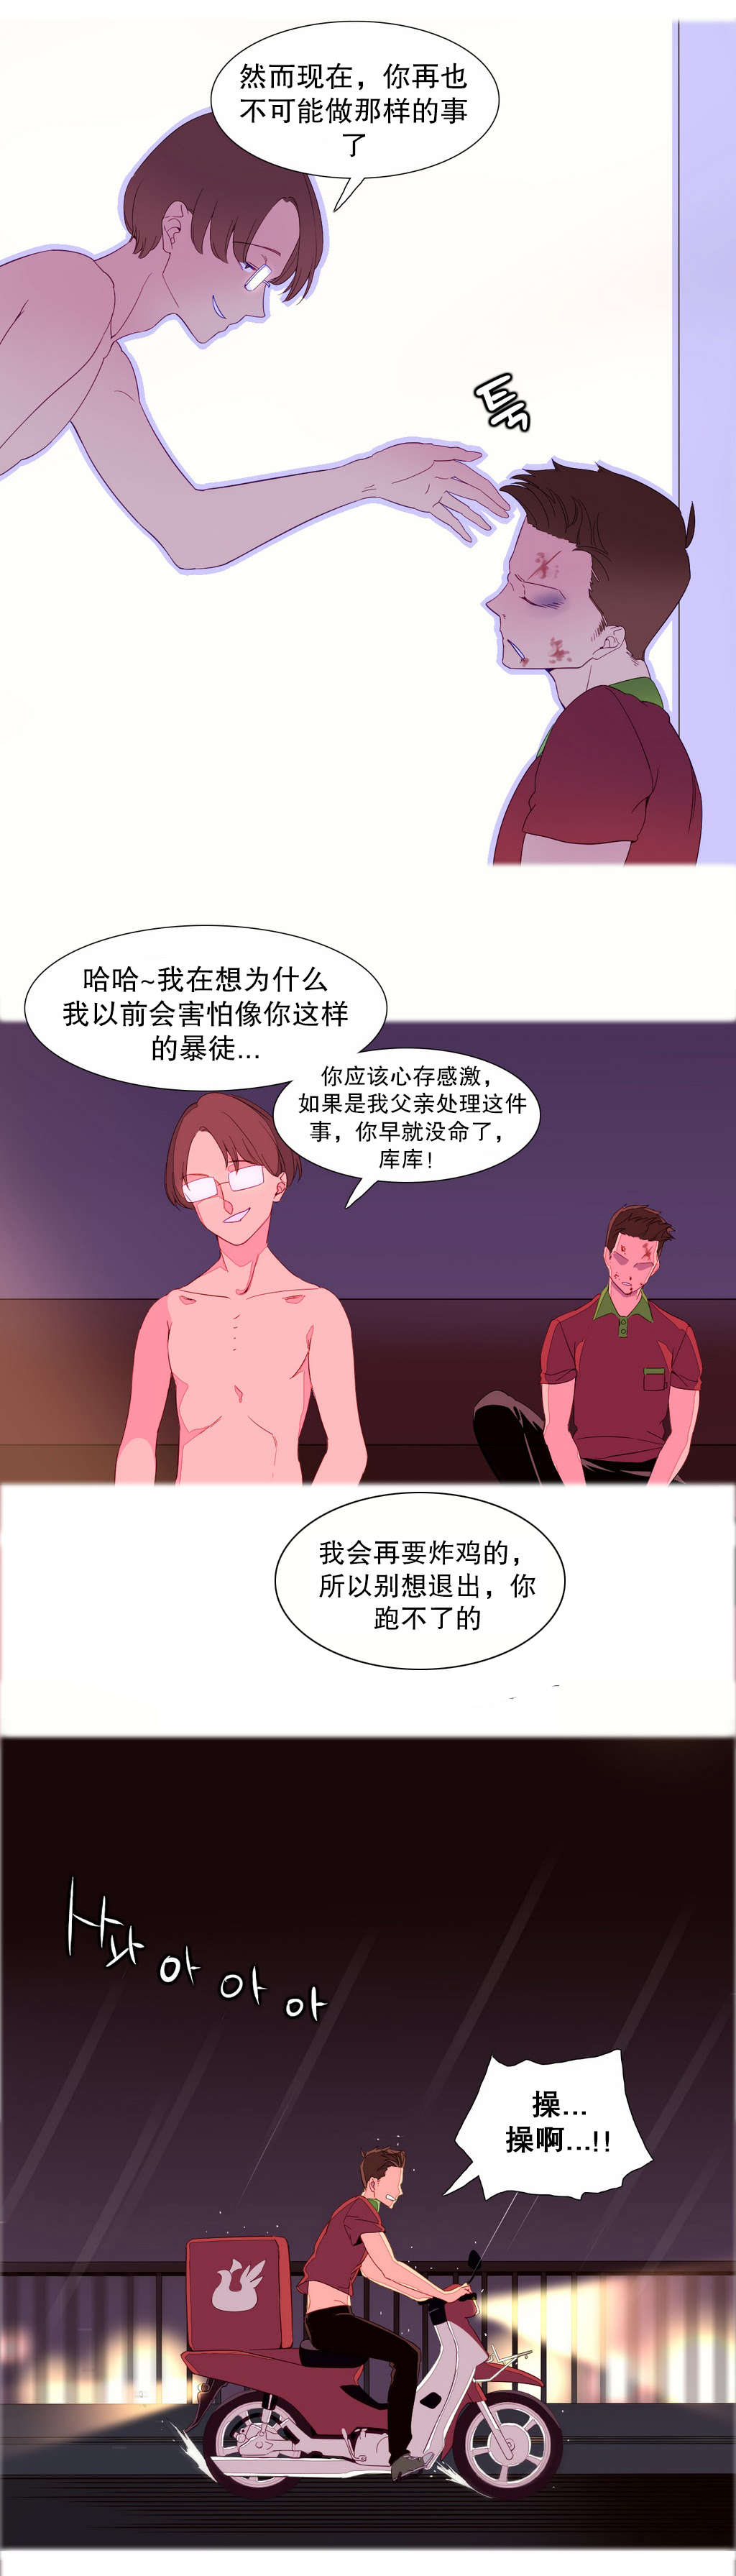 然而现在，你再也
不可能做那样的事
了
툭
哈哈~我在想为什么
我以前会害怕像你这样
的暴徒...
你应该心存感激，
如果是我父亲处理这件
事，你早就没命了，
库库!
我会再要炸鸡的，
所以别想退出，你
跑不了的
솨아아아
操...
操啊...!!